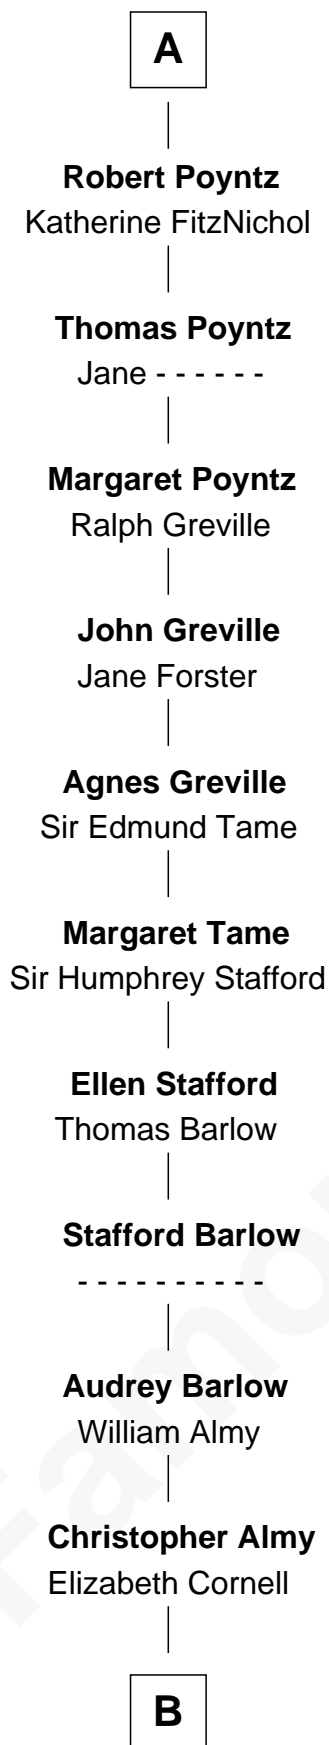 A
Robert Poyntz
Katherine FitzNichol
Thomas Poyntz
Jane - - - - - -
Margaret Poyntz
Ralph Greville
John Greville
Jane Forster
Agnes Greville
Sir Edmund Tame
Margaret Tame
Sir Humphrey Stafford
Ellen Stafford
Thomas Barlow
Stafford Barlow
- - - - - - - - - -
Audrey Barlow
William Almy
Christopher Almy
Elizabeth Cornell
B